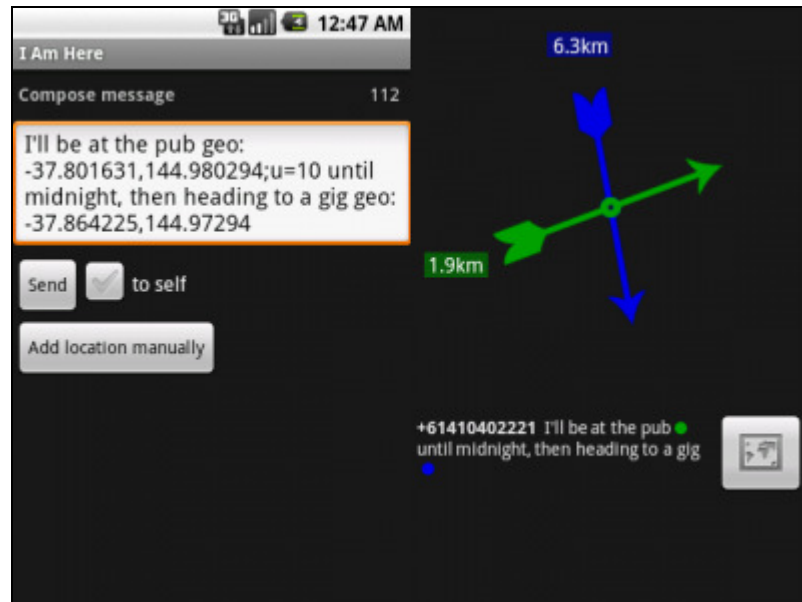 3G
12:47 AM
I Am Here
Compose message 112
I'll be at the pub geo:
-37.801631,144.980294;u=10 until
midnight, then heading to a gig geo:
-37.864225,144.97294
Send to self
Add location manually
6.3km
1.9km
+61410402221 I'll be at the pub
until midnight, then heading to a gig